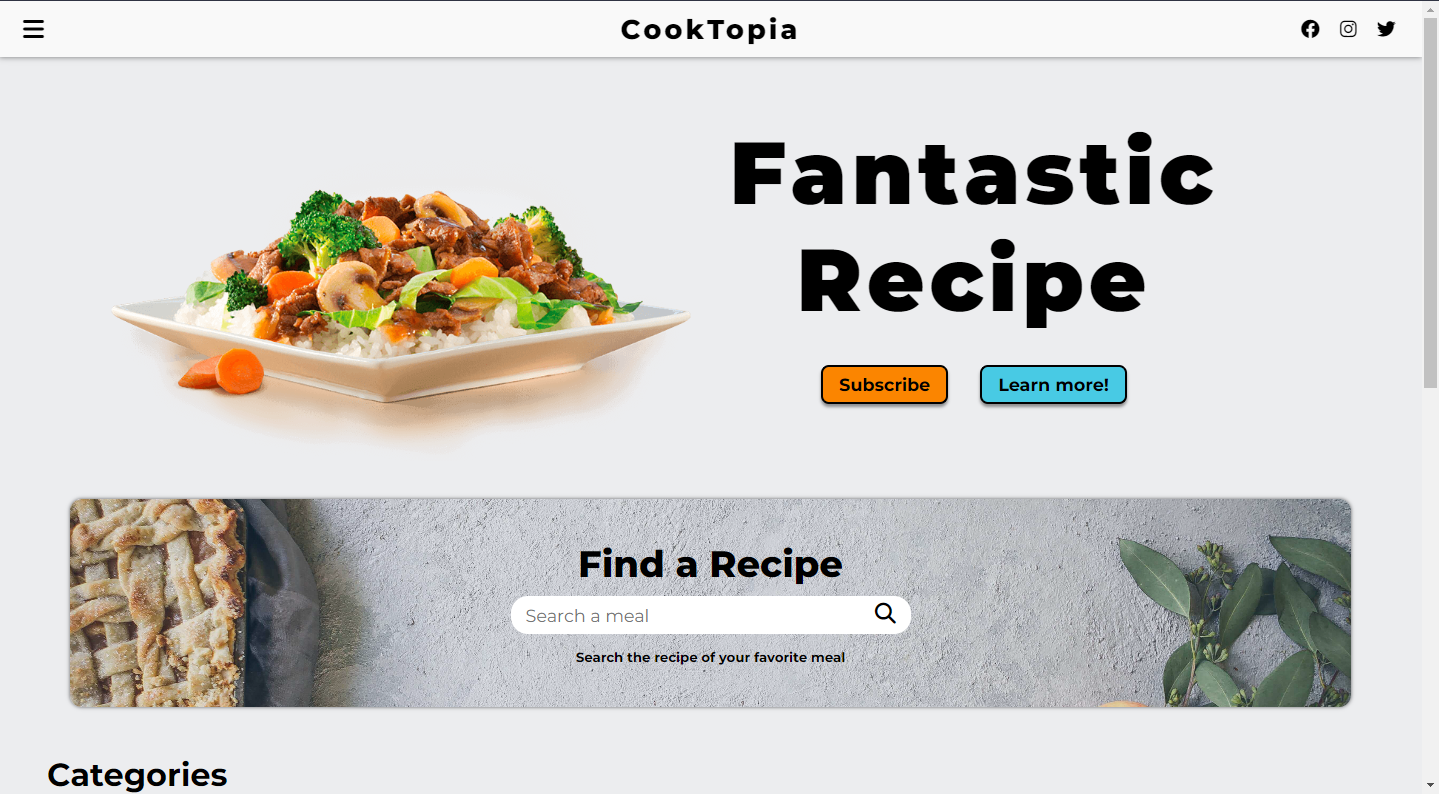 CookTopia
Fantastic
Recipe
Subscribe
Learn more!
Find a Recipe
Search a meal
Search the recipe of your favorite meal
Categories